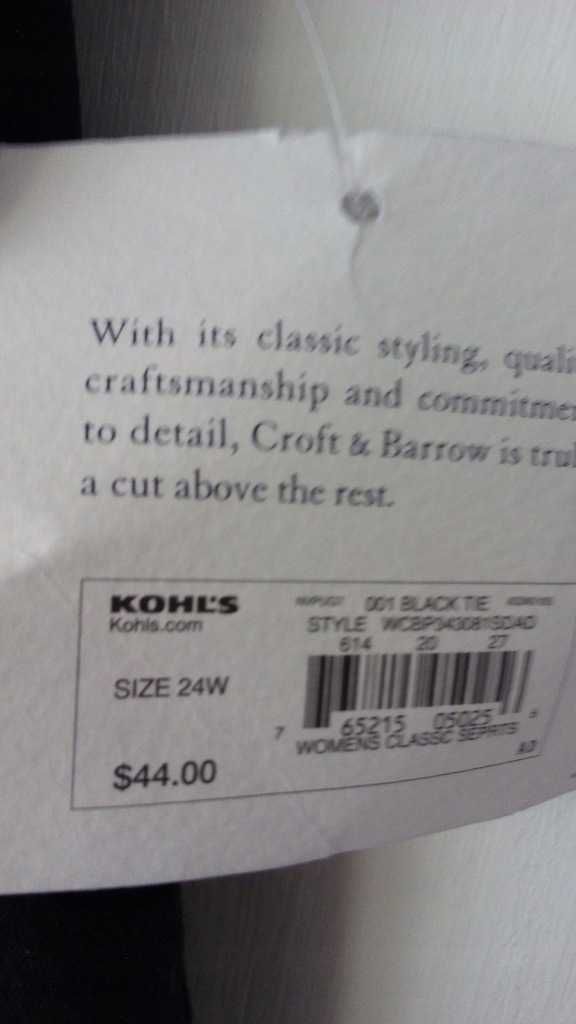 With its classic styling, quali
craftsmanship and commitmen
to detail, Croft & Barrow is trul
a cut above the rest.
KOHL'S
Kohls.com
001 BLACK TIE
STYLE
614 20 27
SIZE 24W
7 65215 05025
WOMENS CLASSC SEPRTS
$44.00